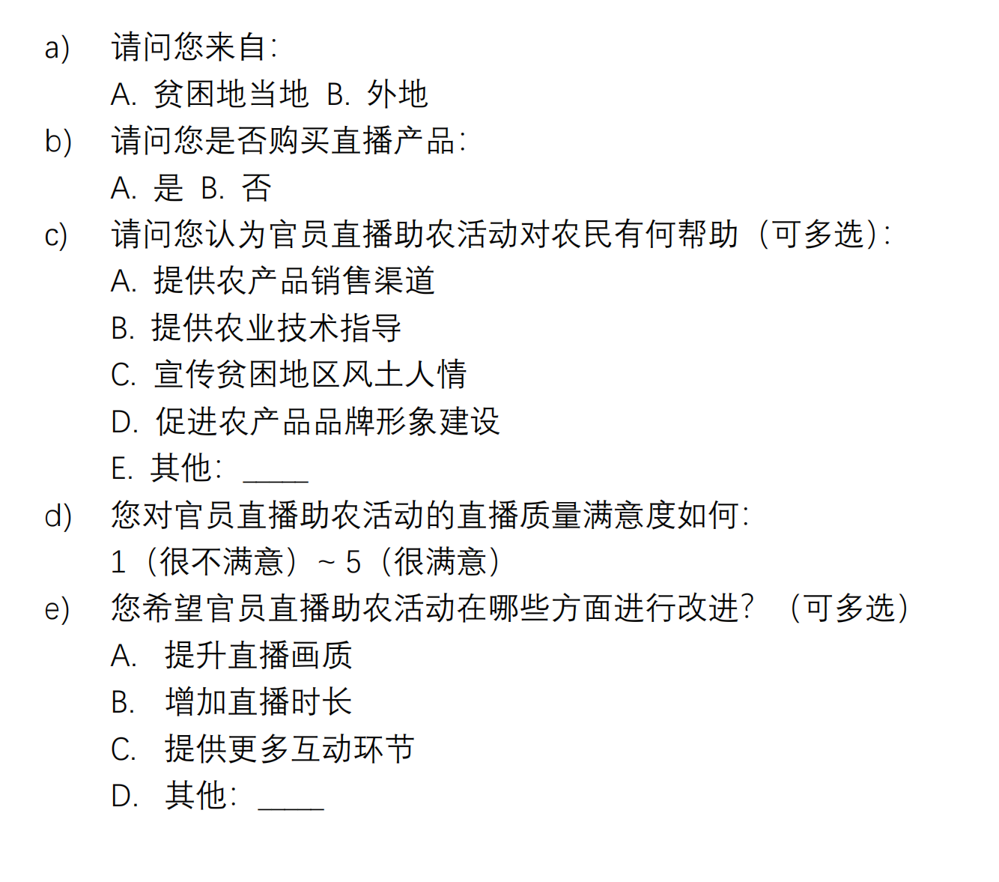 a) 请问您来自：
A. 贫困地当地 B. 外地
b) 请问您是否购买直播产品：
A. 是 B. 否
c) 请问您认为官员直播助农活动对农民有何帮助（可多选）：
A. 提供农产品销售渠道
B. 提供农业技术指导
C. 宣传贫困地区风土人情
D. 促进农产品品牌形象建设
E. 其他：_____
d) 您对官员直播助农活动的直播质量满意度如何：
1（很不满意）~ 5（很满意）
e) 您希望官员直播助农活动在哪些方面进行改进？（可多选）
A. 提升直播画质
B. 增加直播时长
C. 提供更多互动环节
D. 其他：_____